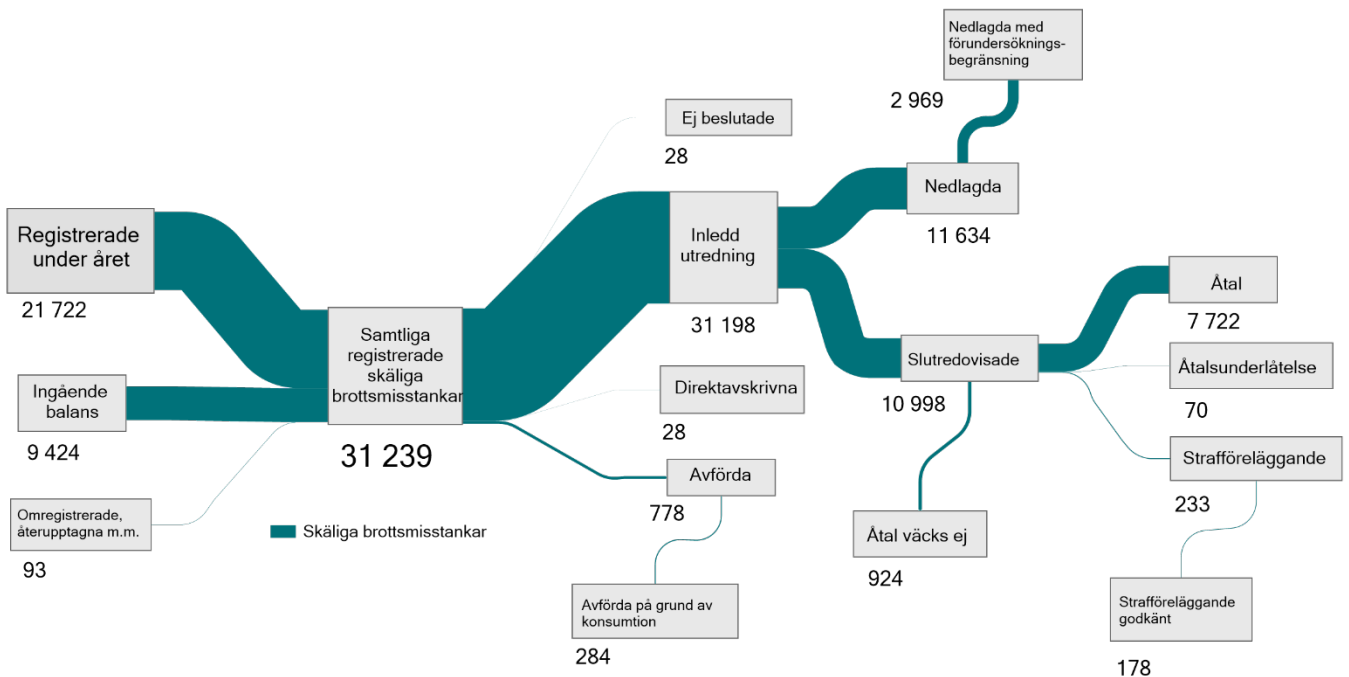 Registrerade
under året
21 722
Ingående
balans
9 424
Omregistrerade,
återupptagna m.m.
93
Samtliga
registrerade
skäliga
brottsmisstankar
31 239
Skäliga brottsmisstankar
Ej beslutade
28
Inledd
utredning
31 198
Direktavskrivna
28
Avförda
778
Avförda på grund av
konsumtion
284
Nedlagda med
förundersöknings-
begränsning
2 969
Nedlagda
11 634
Slutredovisade
10 998
Åtal väcks ej
924
Åtal
7 722
Åtalsunderlåtelse
70
Strafföreläggande
233
Strafföreläggande
godkänt
178